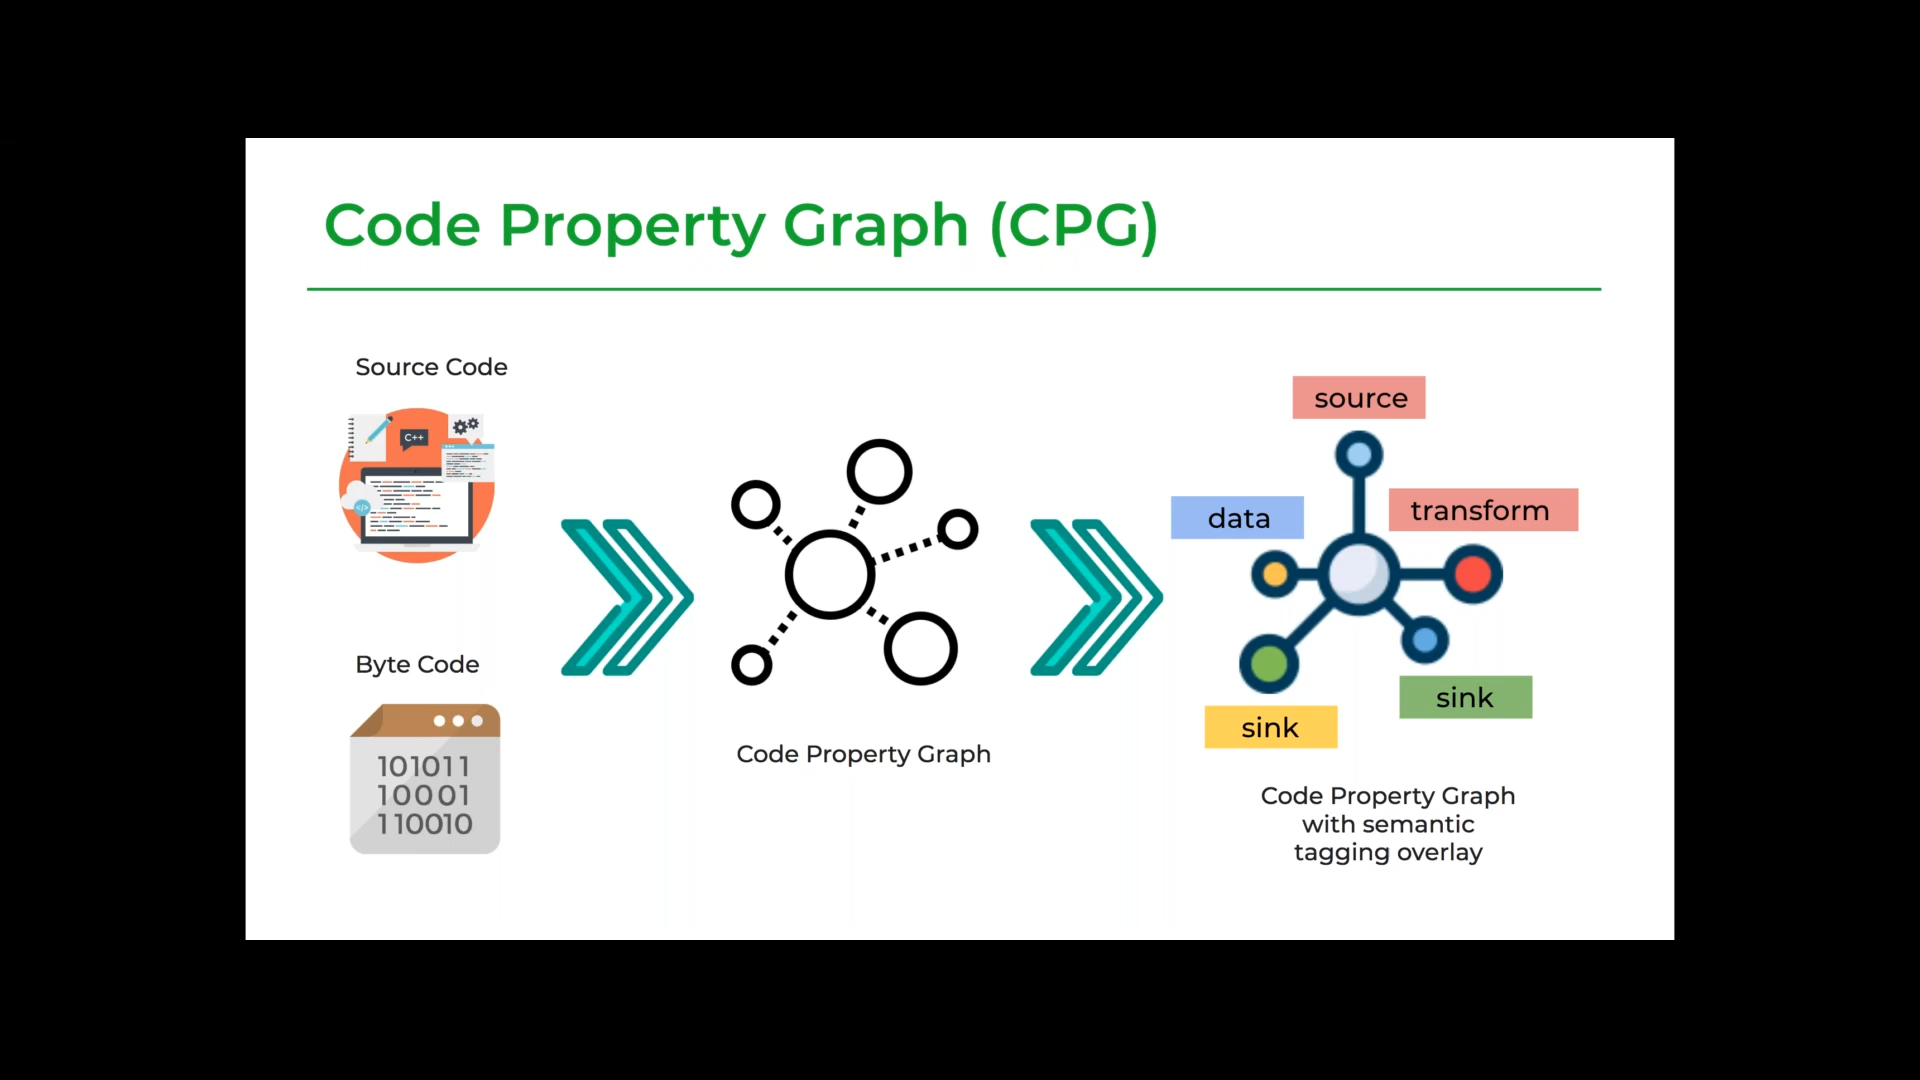 Code Property Graph (CPG)
Source Code
C++
</>
Byte Code
101011
10001
110010
Code Property Graph
source
data
transform
sink
sink
Code Property Graph
with semantic
tagging overlay